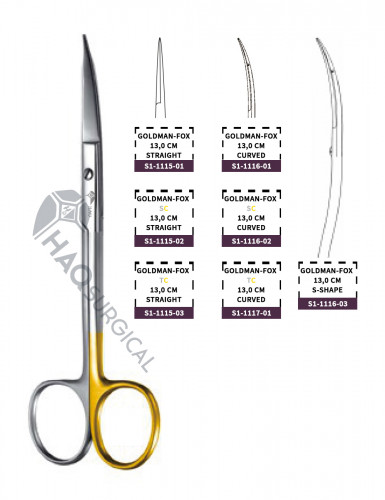 GOLDMAN-FOX
13,0 CM
STRAIGHT
S1-1115-01
GOLDMAN-FOX
13,0 CM
CURVED
S1-1116-01
GOLDMAN-FOX
SC
13,0 CM
STRAIGHT
S1-1115-02
GOLDMAN-FOX
SC
13,0 CM
CURVED
S1-1116-02
GOLDMAN-FOX
TC
13,0 CM
STRAIGHT
S1-1115-03
GOLDMAN-FOX
TC
13,0 CM
CURVED
S1-1117-01
GOLDMAN-FOX
13,0 CM
S-SHAPE
S1-1116-03
HAQ SURGICAL